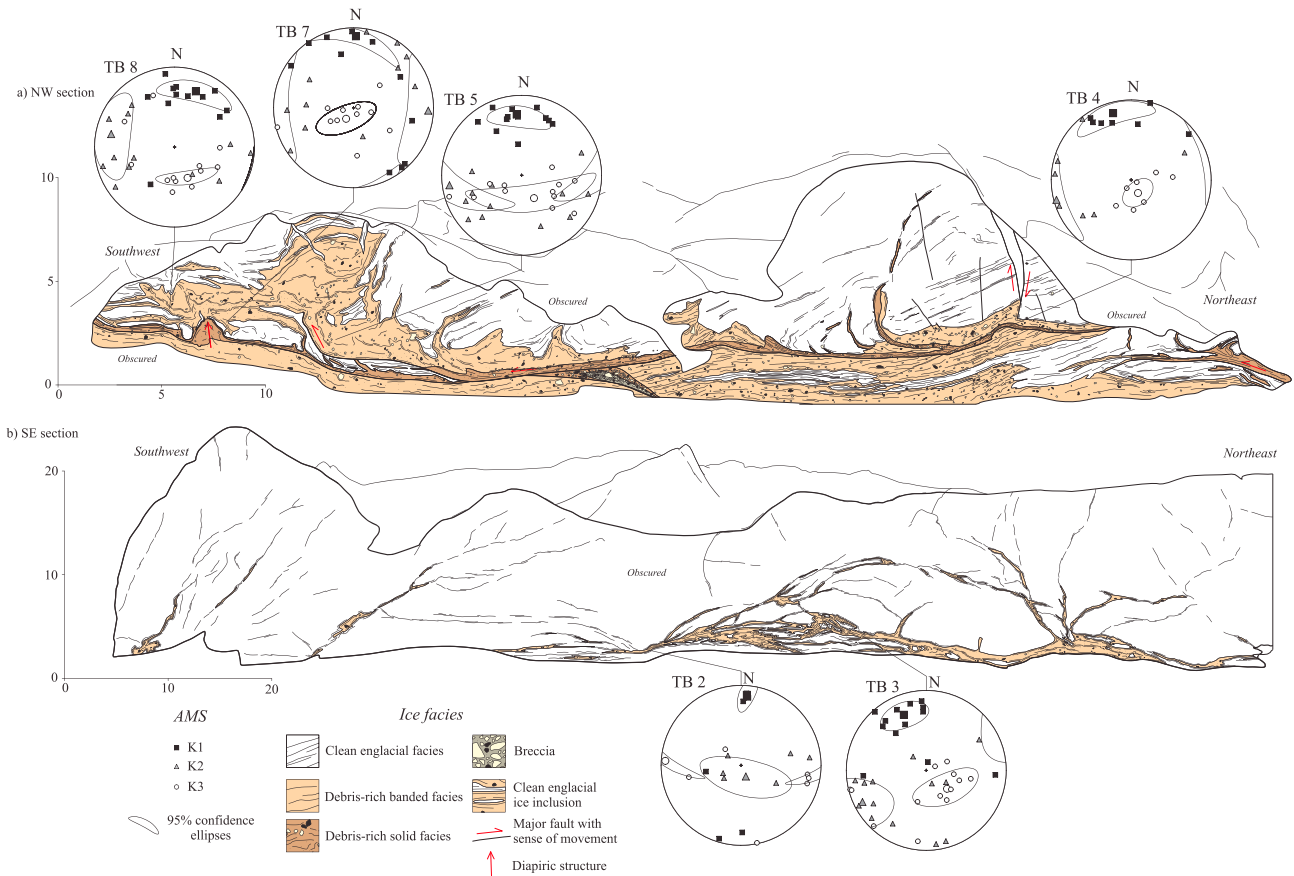 TB 8
N
TB 7
N
TB 5
N
TB 4
N
a) NW section
10
5
0
Southwest
Obscured
Obscured
Obscured
Northeast
0
5
10
b) SE section
20
10
0
Southwest
Northeast
Obscured
0
10
20
TB 2
N
TB 3
N
AMS
K1
K2
K3
95% confidence
ellipses
Ice facies
Clean englacial facies
Debris-rich banded facies
Debris-rich solid facies
Breccia
Clean englacial
ice inclusion
Major fault with
sense of movement
Diapiric structure